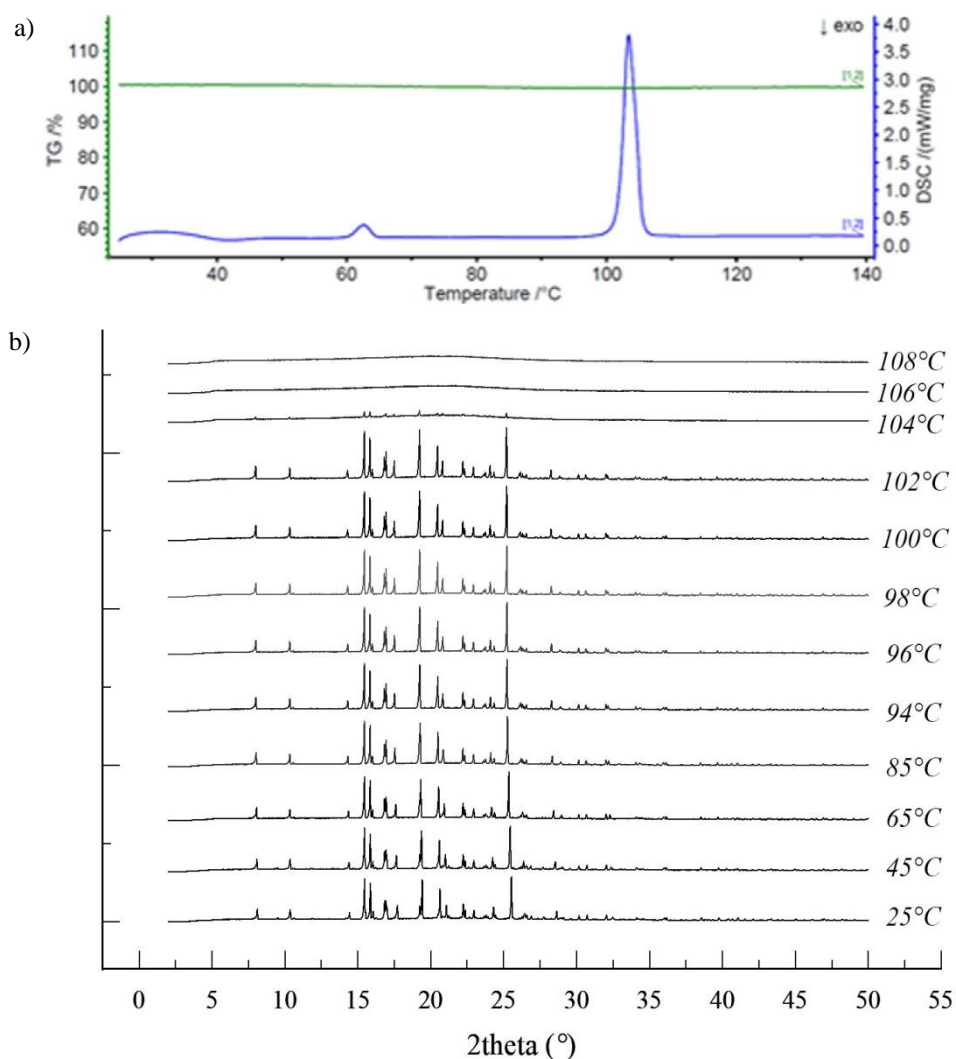 a)
↓ exo
110
100
90
80
70
60
TG /%
4.0
3.5
3.0
2.5
2.0
1.5
1.0
0.5
0.0
DSC /(mW/mg)
[1,2]
[1,2]
40 60 80 100 120 140
Temperature /°C
b)
108°C
106°C
104°C
102°C
100°C
98°C
96°C
94°C
85°C
65°C
45°C
25°C
0 5 10 15 20 25 30 35 40 45 50 55
2theta (°)